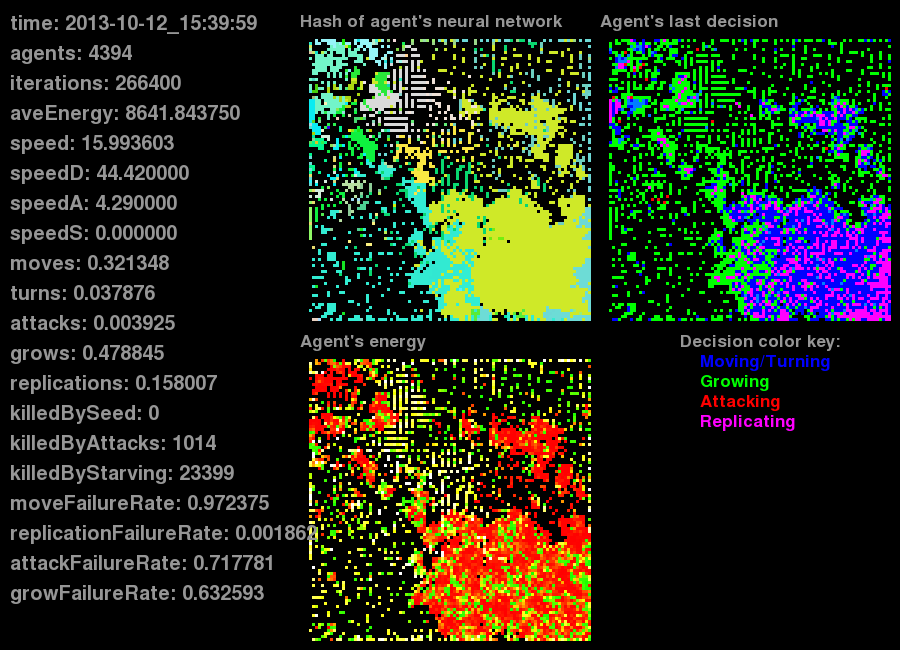 time: 2013-10-12_15:39:59
agents: 4394
iterations: 266400
aveEnergy: 8641.843750
speed: 15.993603
speedD: 44.420000
speedA: 4.290000
speedS: 0.000000
moves: 0.321348
turns: 0.037876
attacks: 0.003925
grows: 0.478845
replications: 0.158007
killedBySeed: 0
killedByAttacks: 1014
killedByStarving: 23399
moveFailureRate: 0.972375
replicationFailureRate: 0.001862
attackFailureRate: 0.717781
growFailureRate: 0.632593
Hash of agent's neural network
Agent's last decision
Agent's energy
Decision color key:
Moving/Turning
Growing
Attacking
Replicating